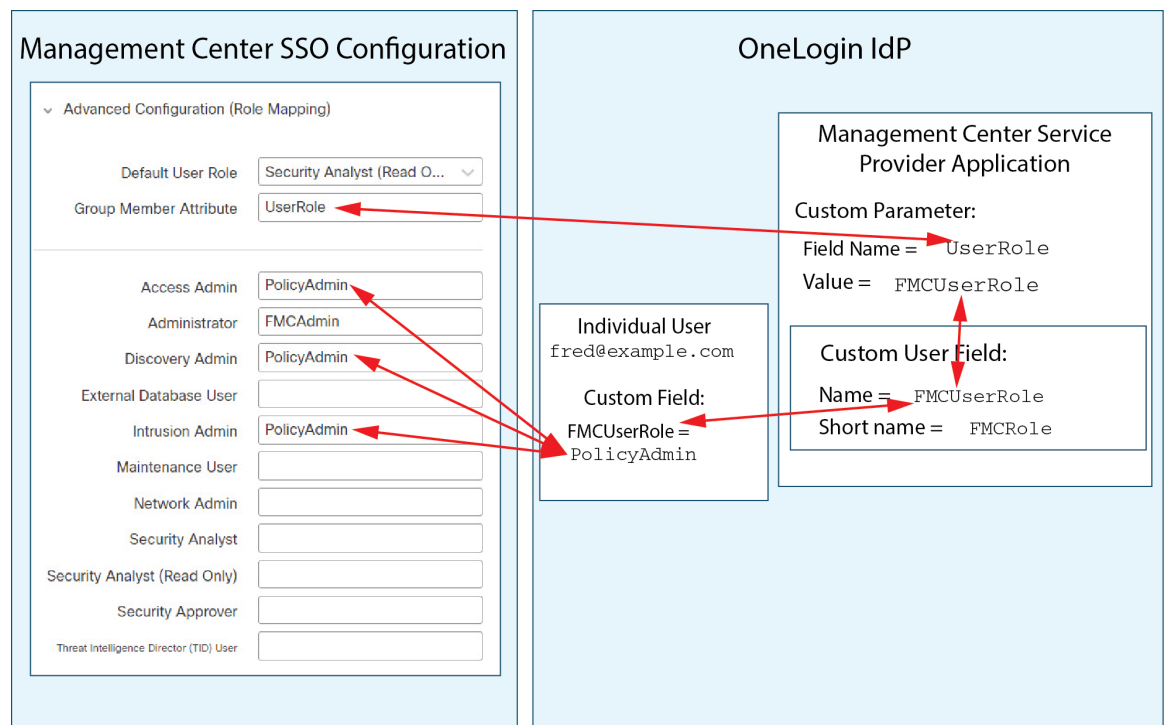 Management Center SSO Configuration
Advanced Configuration (Role Mapping)
Default User Role Security Analyst (Read O...
Group Member Attribute UserRole
Access Admin PolicyAdmin
Administrator FMCAdmin
Discovery Admin PolicyAdmin
External Database User
Intrusion Admin PolicyAdmin
Maintenance User
Network Admin
Security Analyst
Security Analyst (Read Only)
Security Approver
Threat Intelligence Director (TID) User
OneLogin IdP
Management Center Service
Provider Application
Custom Parameter:
Field Name = UserRole
Value = FMCUserRole
Custom User Field:
Name = FMCUserRole
Short name = FMCRole
Individual User
fred@example.com
Custom Field:
FMCUserRole =
PolicyAdmin